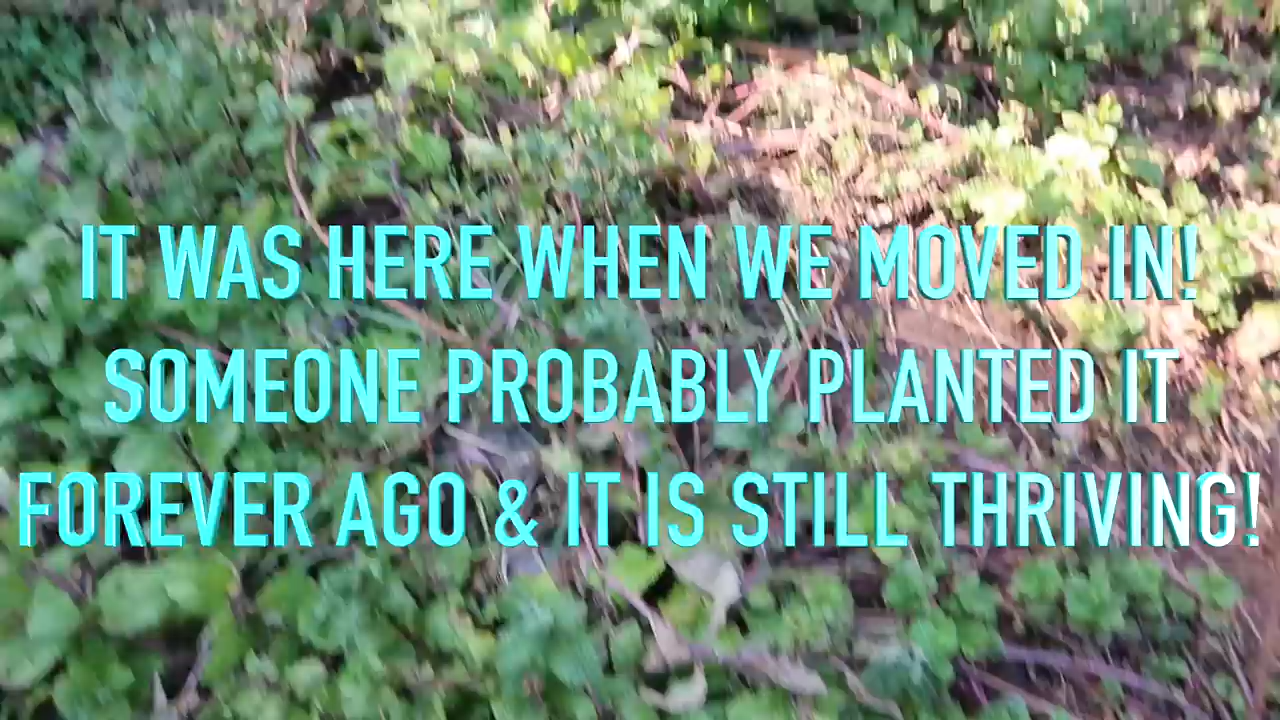 IT WAS HERE WHEN WE MOVED IN!
SOMEONE PROBABLY PLANTED IT
FOREVER AGO & IT IS STILL THRIVING!